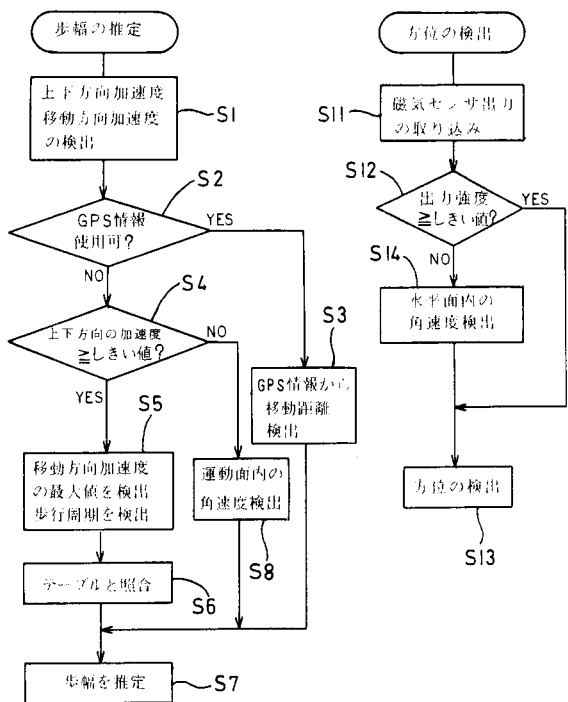 歩幅の推定
上下方向加速度
移動方向加速度
の検出
S1
S2
GPS情報
使用可?
YES
NO
S4
上下方向の加速度
≧しきい値?
NO
YES
S3
GPS情報から
移動距離
検出
S5
移動方向加速度
の最大値を検出
歩行周期を検出
運動面内の
角速度検出
S8
テーブルと照合
S6
歩幅を推定
S7
方位の検出
S11
磁気センサ出力
の取り込み
S12
出力強度
≧しきい値?
YES
NO
S14
水平面内の
角速度検出
方位の検出
S13